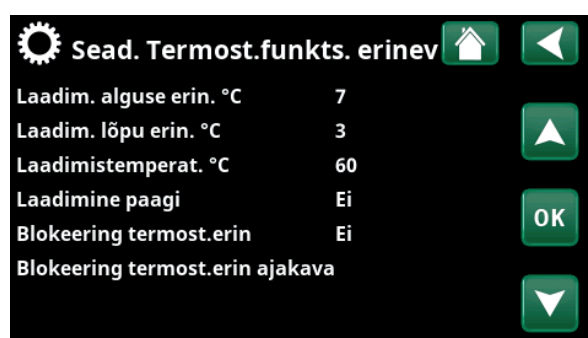 Sead. Termost.funkts. erinev
Laadim. alguse erin. °C 7
Laadim. lõpu erin. °C 3
Laadimistemperat. °C 60
Laadimine paagi Ei
Blokeering termost.erin Ei
Blokeering termost.erin ajakava
OK